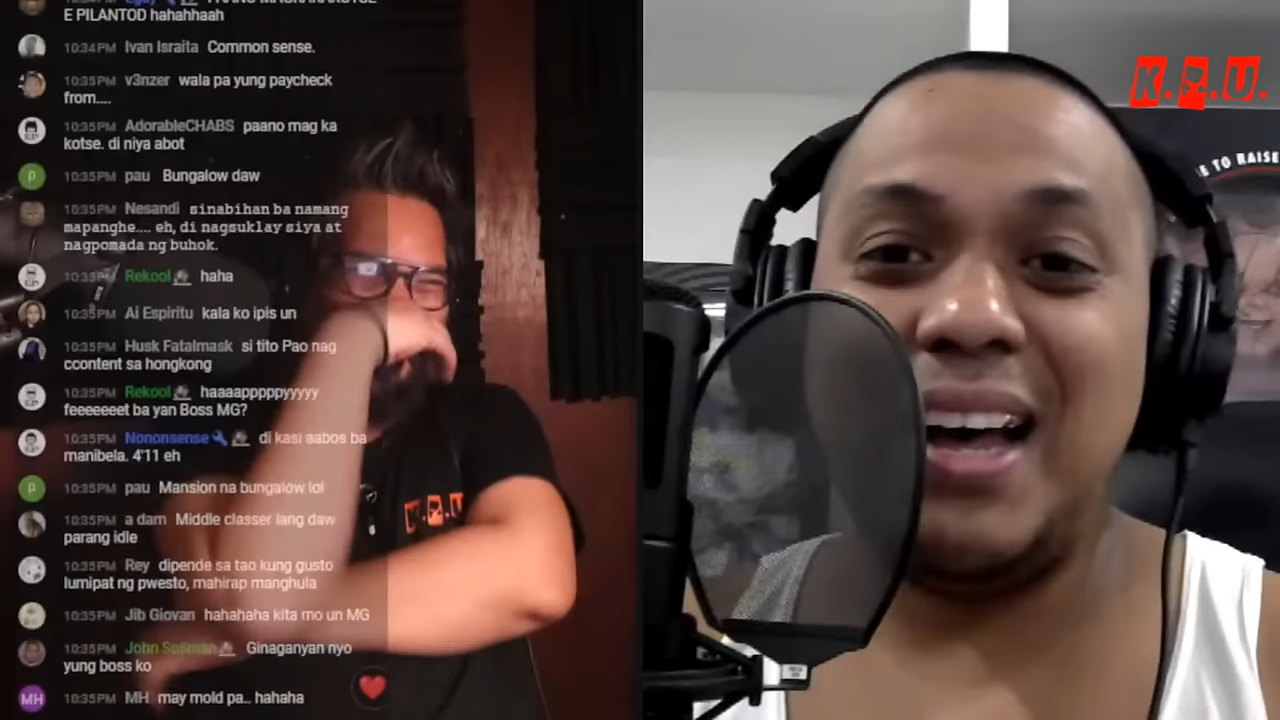 E PILANTOD hahahhaah
10:34PM Ivan Israita Common sense.
10:35PM v3nzer wala pa yung paycheck
from....
10:35PM AdorableCHABS paano mag ka
kotse. di niya abot
10:35PM pau Bungalow daw
10:35PM Nesandi sinabihan ba namang
mapanghe.... eh, di nagsuklay siya at
nagpomada ng buhok.
10:35PM Rekool haha
10:35PM Ai Espiritu kala ko ipis un
10:35PM Husk Fatalmask si tito Pao nag
ccontent sa hongkong
10:35PM Rekool haaaapppppyyyyy
feeeeeeet ba yan Boss MG?
10:35PM Nononsense di kasi aabos ba
manibela. 4'11 eh
10:35PM pau Mansion na bungalow lol
10:35PM a dam Middle classer lang daw
parang idle
10:35PM Rey dipende sa tao kung gusto
lumipat ng pwesto, mahirap manghula
10:35PM Jib Giovan hahahaha kita mo un MG
10:35PM John Soliman Ginaganyan nyo
yung boss ko
MH 10:35PM MH may mold pa.. hahaha
K.P.U.
TO RAISE